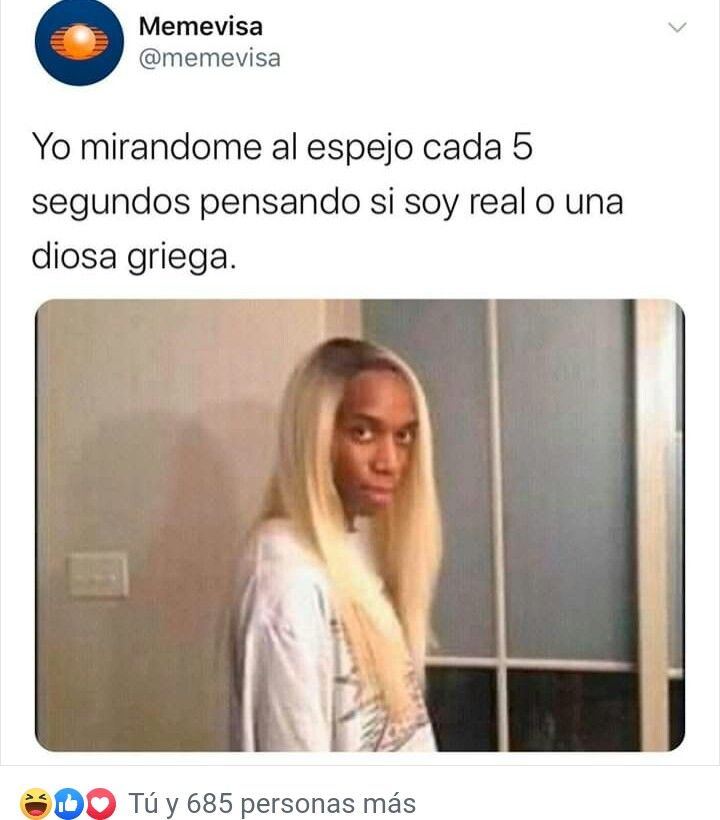 Memevisa
@memevisa
Yo mirandome al espejo cada 5
segundos pensando si soy real o una
diosa griega.
Tú y 685 personas más